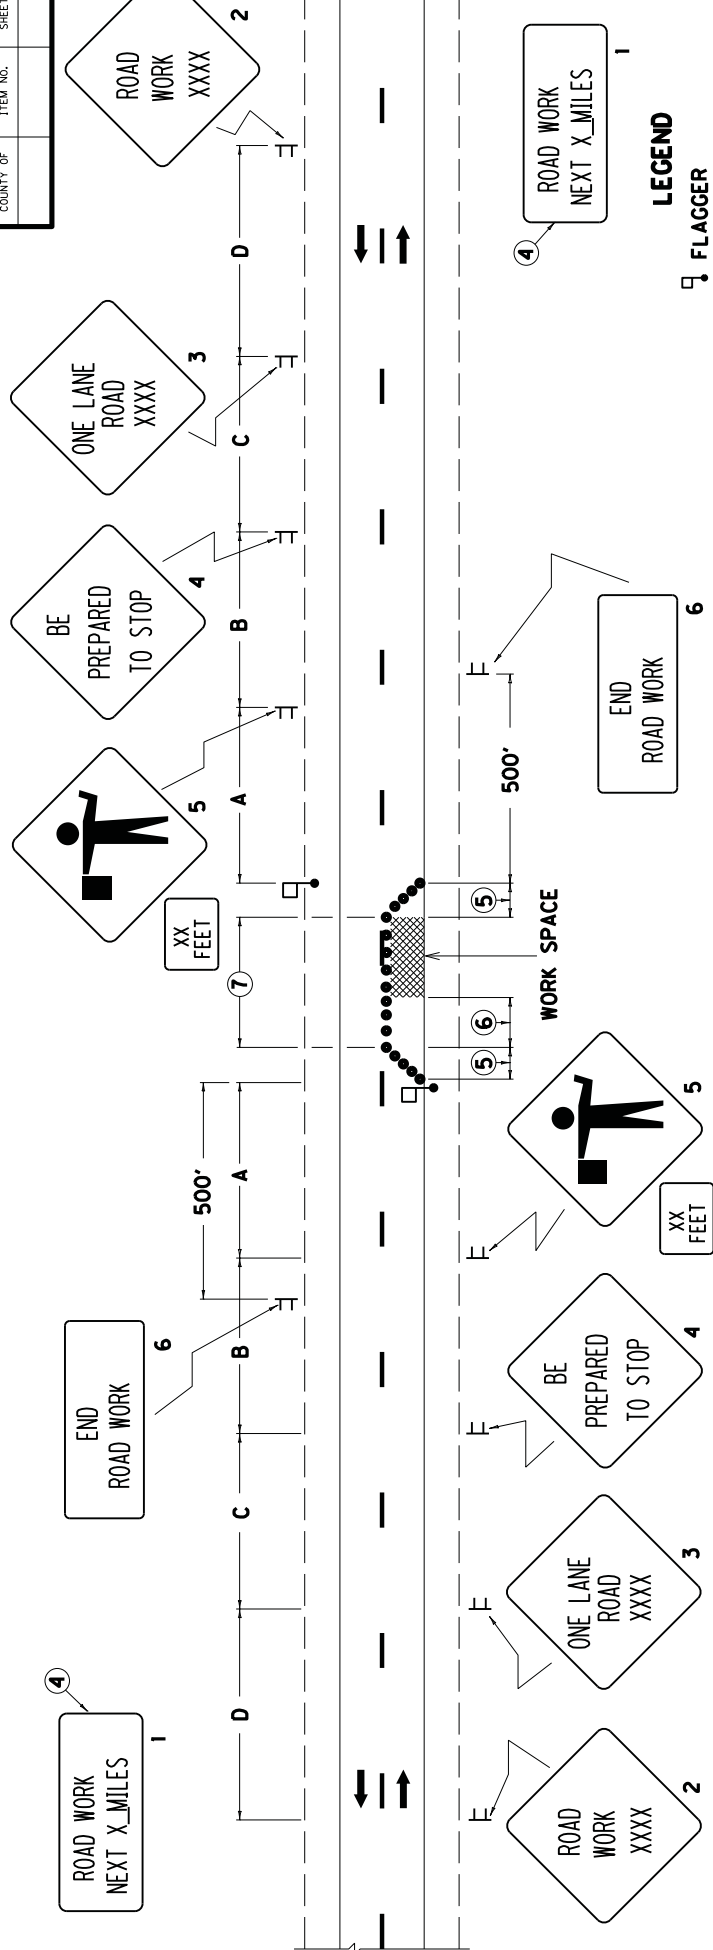 COUNTY OF
ITEM NO.
SHEET
ROAD
WORK
XXXX
2
D
ONE LANE
ROAD
XXXX
3
C
BE
PREPARED
TO STOP
4
B
5
A
XX
FEET
7
500'
A
END
ROAD WORK
6
B
C
D
4
ROAD WORK
NEXT X_MILES
1
ROAD WORK
NEXT X_MILES
1
4
LEGEND
FLAGGER
END
ROAD WORK
6
500'
5
WORK SPACE
6
5
5
XX
FEET
BE
PREPARED
TO STOP
4
ONE LANE
ROAD
XXXX
3
ROAD
WORK
XXXX
2